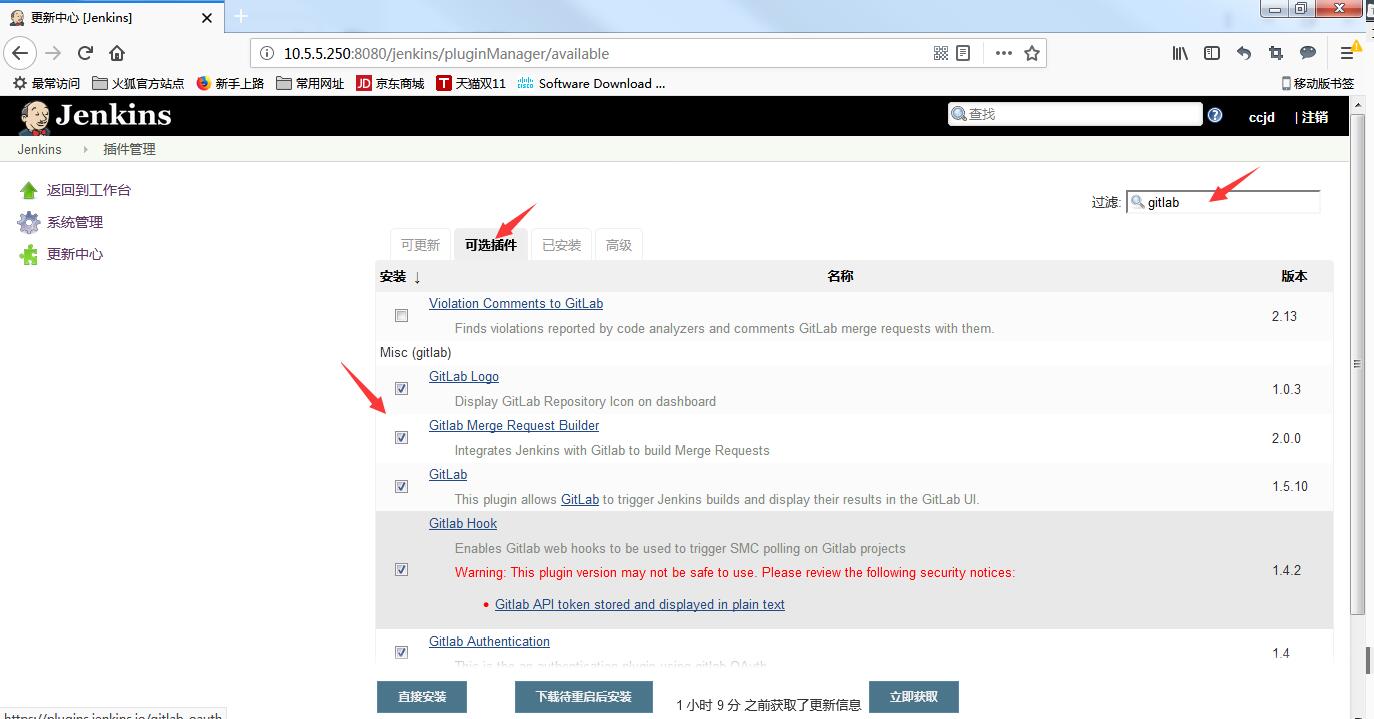 更新中心 [Jenkins]
10.5.5.250:8080/jenkins/pluginManager/available
最常访问 火狐官方站点 新手上路 常用网址 JD 京东商城 T 天猫双11 Software Download ... 移动版书签
Jenkins
查找
ccjd | 注销
Jenkins 插件管理
返回到工作台
系统管理
更新中心
过滤: gitlab
可更新 可选插件 已安装 高级
安装 ↓ 名称 版本
Violation Comments to GitLab
Finds violations reported by code analyzers and comments GitLab merge requests with them.
2.13
Misc (gitlab)
GitLab Logo
Display GitLab Repository Icon on dashboard
1.0.3
Gitlab Merge Request Builder
Integrates Jenkins with Gitlab to build Merge Requests
2.0.0
GitLab
This plugin allows GitLab to trigger Jenkins builds and display their results in the GitLab UI.
1.5.10
Gitlab Hook
Enables Gitlab web hooks to be used to trigger SMC polling on Gitlab projects
Warning: This plugin version may not be safe to use. Please review the following security notices:
• Gitlab API token stored and displayed in plain text
1.4.2
Gitlab Authentication
This is the an authentication plugin using gitlab OAuth.
1.4
直接安装 下载待重启后安装 1 小时 9 分 之前获取了更新信息 立即获取
https://plugins.jenkins.io/gitlab-oauth